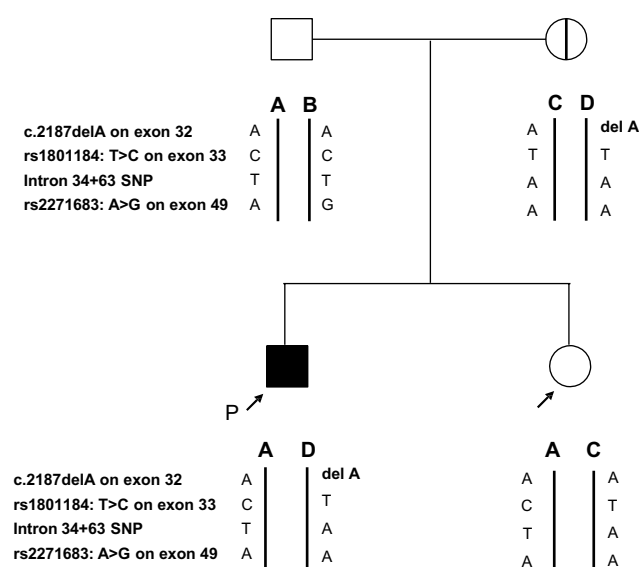 A B C D
c.2187delA on exon 32 A A A del A
rs1801184: T>C on exon 33 C C T T
Intron 34+63 SNP T T A A
rs2271683: A>G on exon 49 A G A A
P
A D A C
c.2187delA on exon 32 A del A A A
rs1801184: T>C on exon 33 C T C T
Intron 34+63 SNP T A T A
rs2271683: A>G on exon 49 A A A A